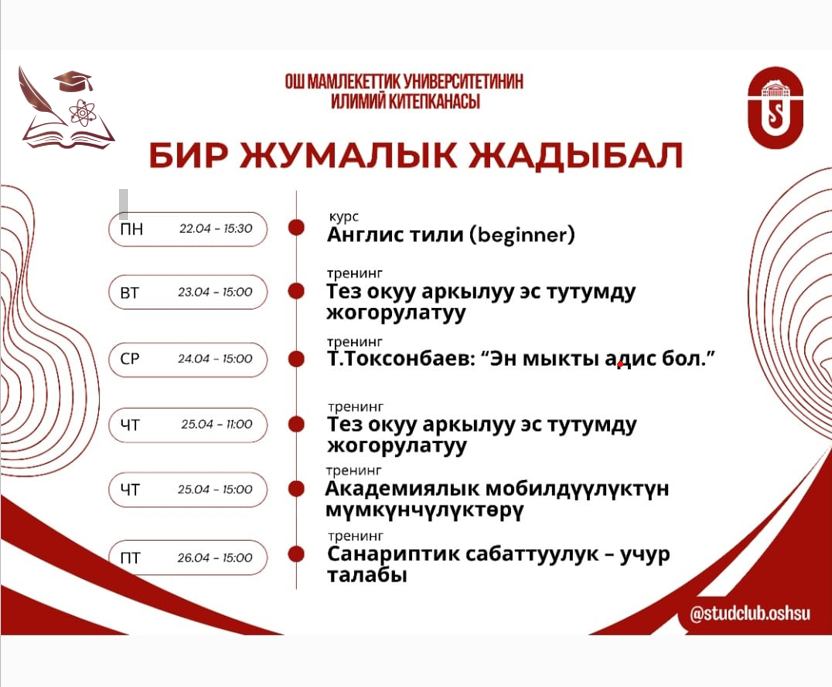 ОШ МАМЛЕКЕТТИК УНИВЕРСИТЕТИНИН
ИЛИМИЙ КИТЕПКАНАСЫ
БИР ЖУМАЛЫК ЖАДЫБАЛ
ПН 22.04 – 15:30
курс
Англис тили (beginner)
ВТ 23.04 – 15:00
тренинг
Тез окуу аркылуу эс тутумду
жогорулатуу
СР 24.04 – 15:00
тренинг
Т.Токсонбаев: “Эн мыкты адис бол.”
ЧТ 25.04 – 11:00
тренинг
Тез окуу аркылуу эс тутумду
жогорулатуу
ЧТ 25.04 – 15:00
тренинг
Академиялык мобилдүүлүктүн
мүмкүнчүлүктөрү
ПТ 26.04 – 15:00
тренинг
Санариптик сабаттуулук – учур
талабы
@studclub.oshsu